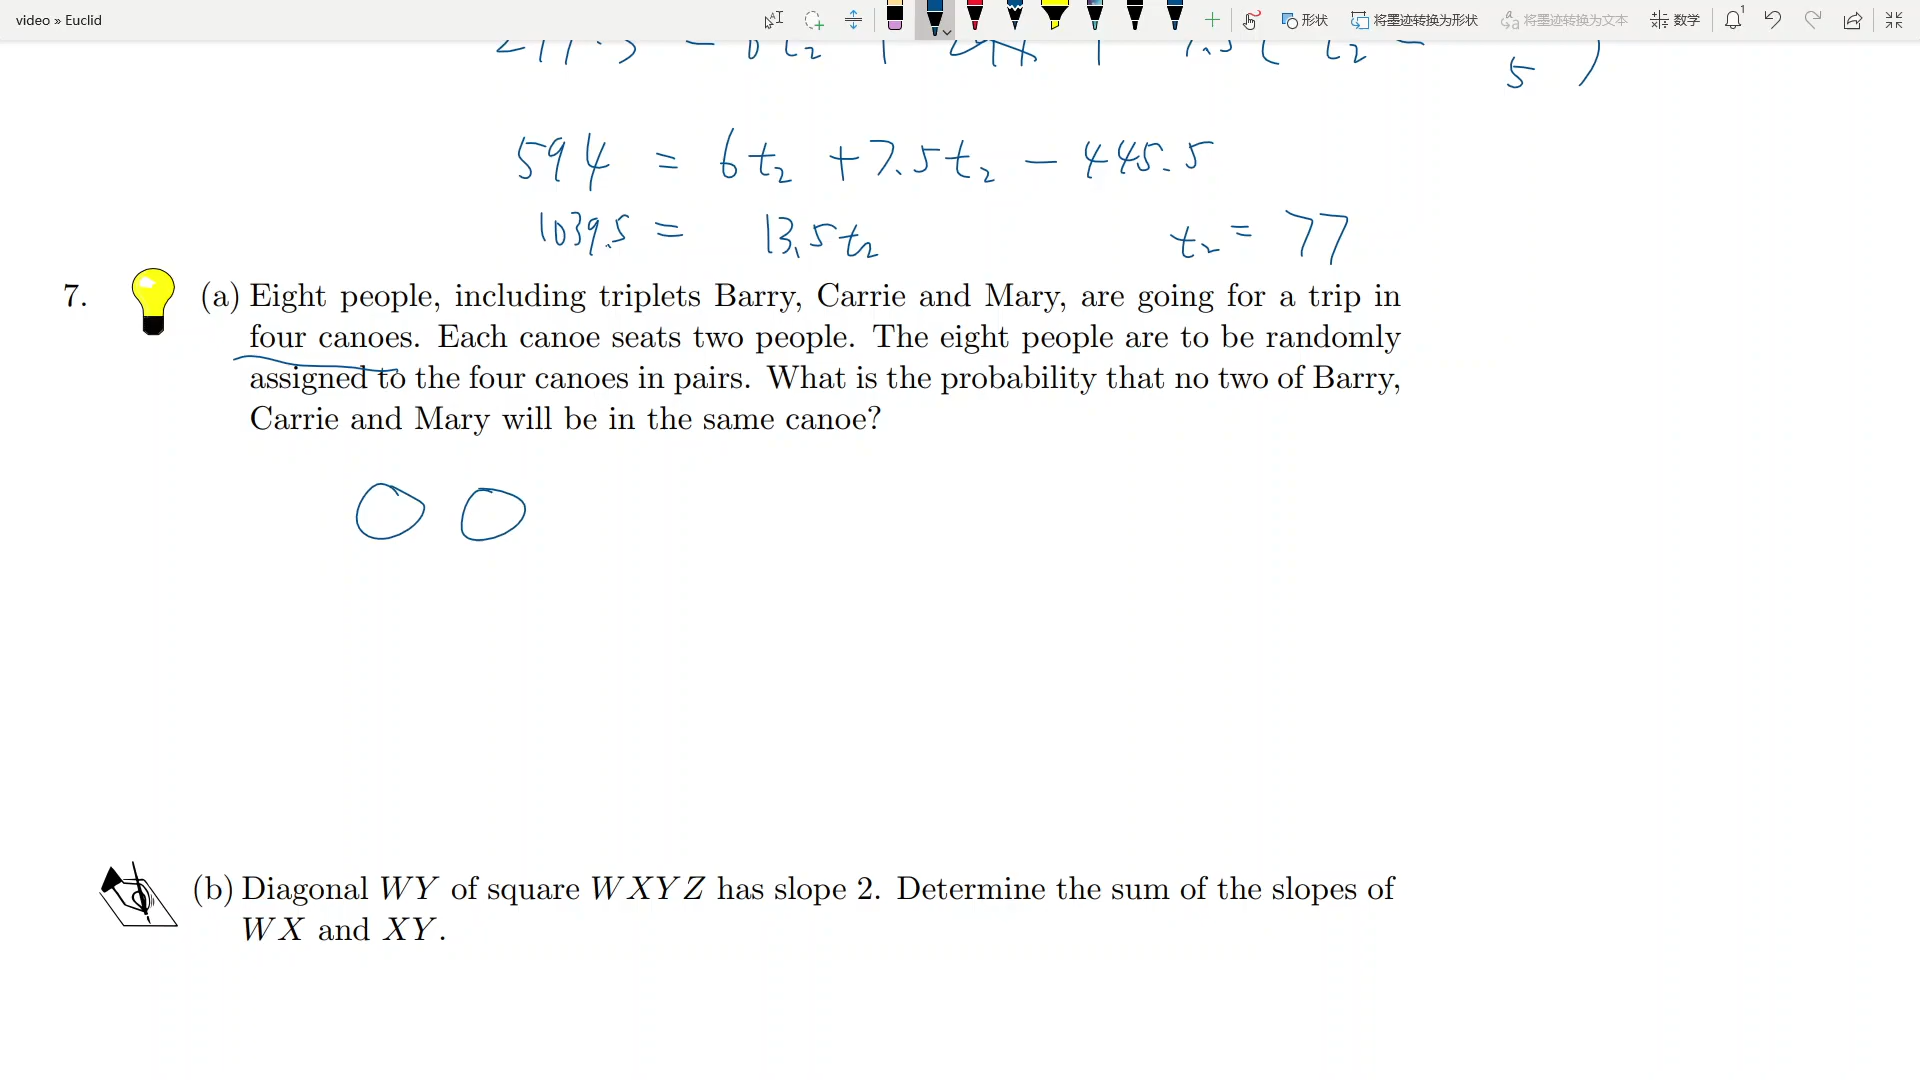 video » Euclid
形状 将墨迹转换为形状 将墨迹转换为文本 数学 1
5 )
594 = 6t₂ + 7.5t₂ − 445.5
1039.5 = 13.5t₂ t₂ = 77
7. (a) Eight people, including triplets Barry, Carrie and Mary, are going for a trip in
four canoes. Each canoe seats two people. The eight people are to be randomly
assigned to the four canoes in pairs. What is the probability that no two of Barry,
Carrie and Mary will be in the same canoe?
(b) Diagonal WY of square WXYZ has slope 2. Determine the sum of the slopes of
WX and XY.